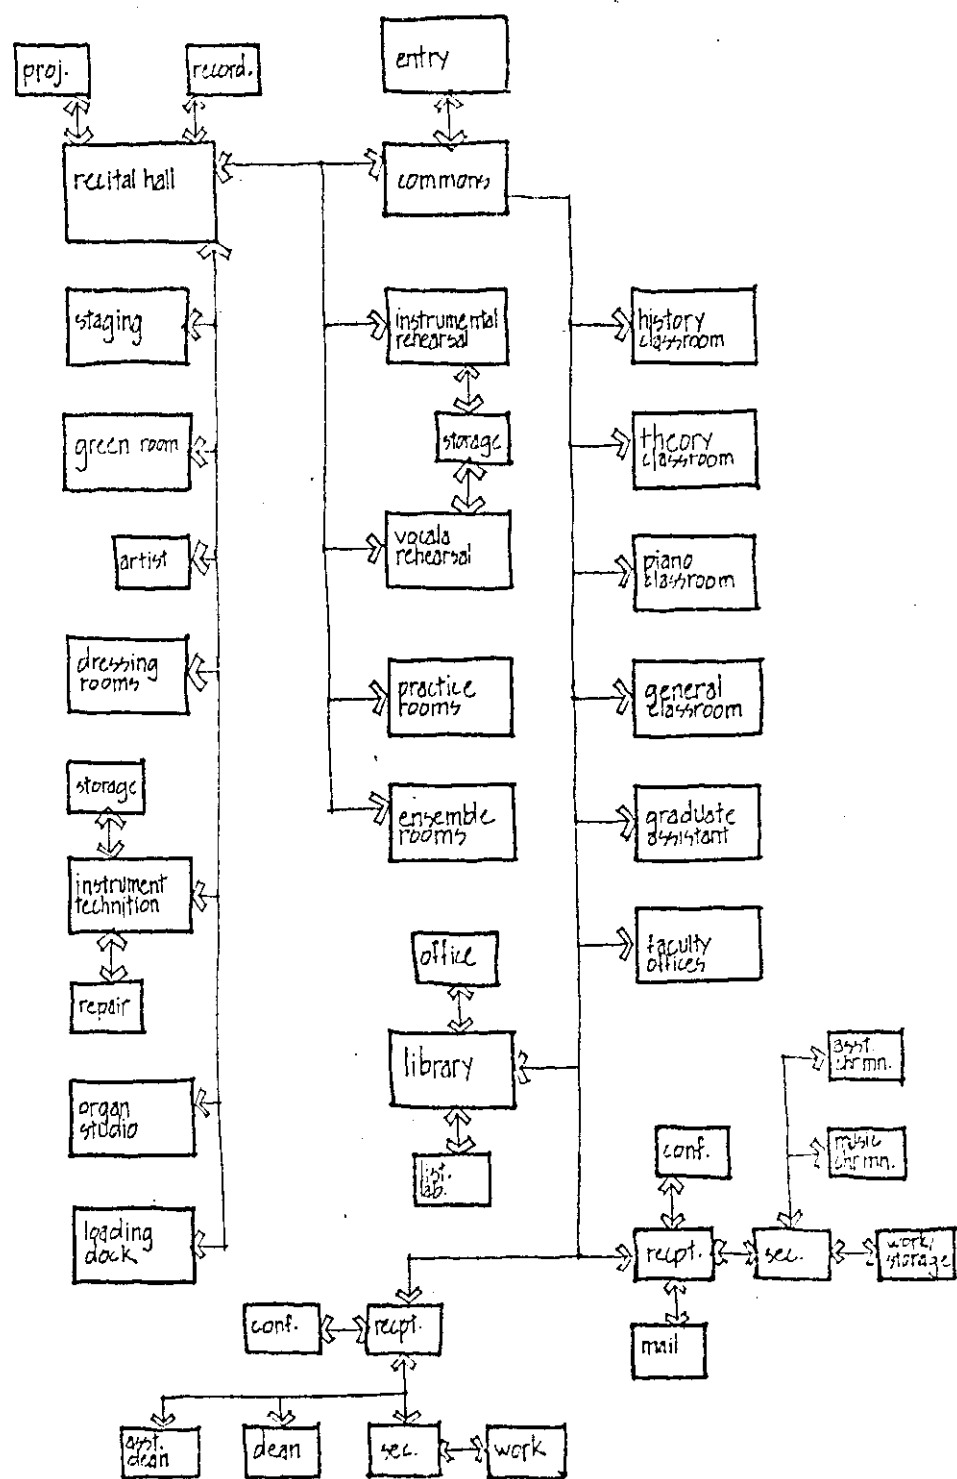 entry
proj.
record.
recital hall
commons
staging
instrumental
rehearsal
history
classroom
green room
storage
theory
classroom
artist
vocala
rehearsal
piano
classroom
dressing
rooms
practice
rooms
general
classroom
storage
ensemble
rooms
graduate
assistant
instrument
technition
office
faculty
offices
repair
library
asst.
chrmn.
organ
studio
list.
lab.
conf.
music
chrmn.
loading
dock
recpt.
sec.
work/
storage
conf.
recpt.
mail
asst.
dean
dean
sec.
work